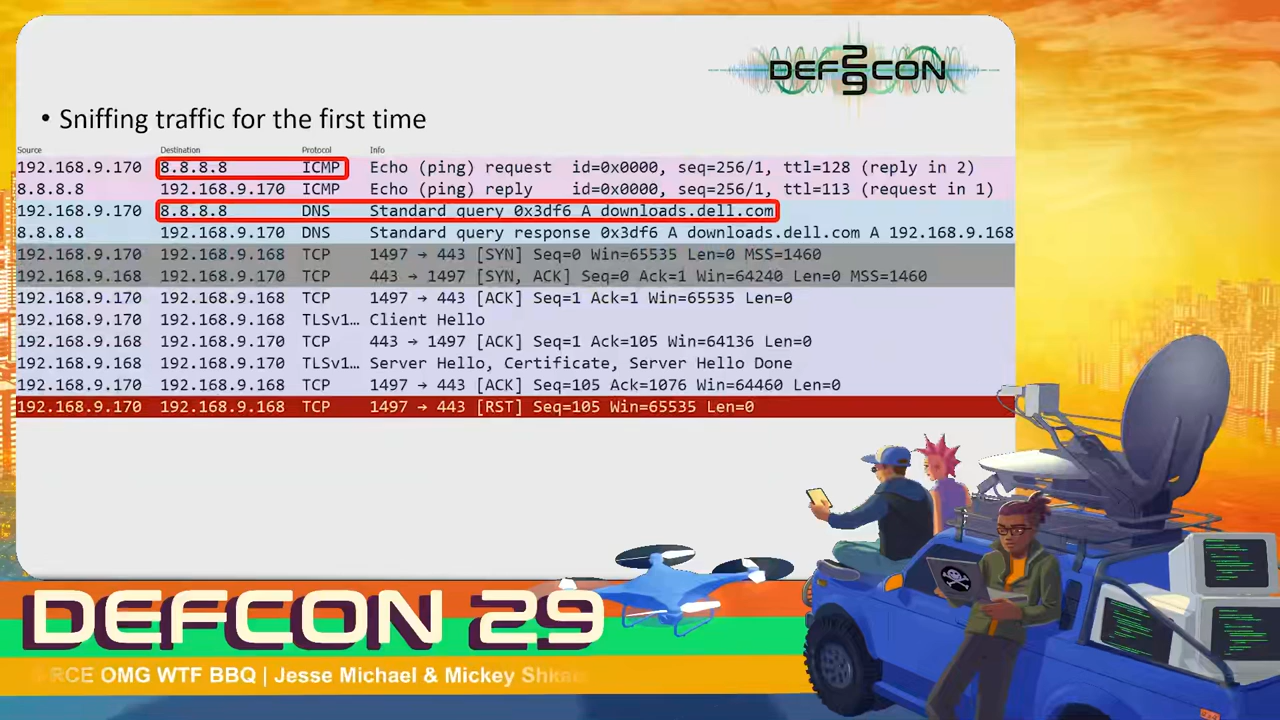 DEF CON 29
• Sniffing traffic for the first time
Source Destination Protocol Info
192.168.9.170 8.8.8.8 ICMP Echo (ping) request id=0x0000, seq=256/1, ttl=128 (reply in 2)
8.8.8.8 192.168.9.170 ICMP Echo (ping) reply id=0x0000, seq=256/1, ttl=113 (request in 1)
192.168.9.170 8.8.8.8 DNS Standard query 0x3df6 A downloads.dell.com
8.8.8.8 192.168.9.170 DNS Standard query response 0x3df6 A downloads.dell.com A 192.168.9.168
192.168.9.170 192.168.9.168 TCP 1497 → 443 [SYN] Seq=0 Win=65535 Len=0 MSS=1460
192.168.9.168 192.168.9.170 TCP 443 → 1497 [SYN, ACK] Seq=0 Ack=1 Win=64240 Len=0 MSS=1460
192.168.9.170 192.168.9.168 TCP 1497 → 443 [ACK] Seq=1 Ack=1 Win=65535 Len=0
192.168.9.170 192.168.9.168 TLSv1… Client Hello
192.168.9.168 192.168.9.170 TCP 443 → 1497 [ACK] Seq=1 Ack=105 Win=64136 Len=0
192.168.9.168 192.168.9.170 TLSv1… Server Hello, Certificate, Server Hello Done
192.168.9.170 192.168.9.168 TCP 1497 → 443 [ACK] Seq=105 Ack=1076 Win=64460 Len=0
192.168.9.170 192.168.9.168 TCP 1497 → 443 [RST] Seq=105 Win=65535 Len=0
DEFCON 29
RCE OMG WTF BBQ | Jesse Michael & Mickey Shka